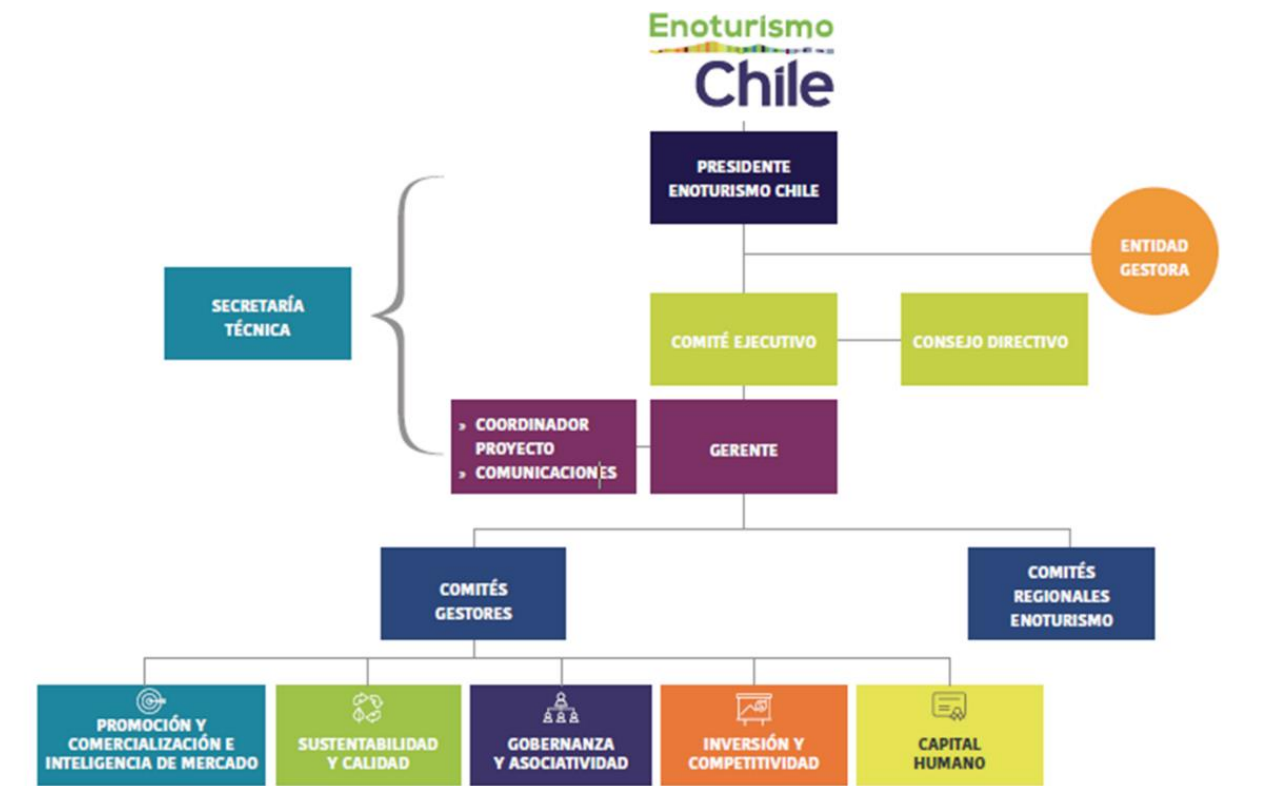 Enoturismo
Chile
PRESIDENTE
ENOTURISMO CHILE
ENTIDAD
GESTORA
SECRETARÍA
TÉCNICA
COMITÉ EJECUTIVO
CONSEJO DIRECTIVO
» COORDINADOR
PROYECTO
» COMUNICACIONES
GERENTE
COMITÉS
GESTORES
COMITÉS
REGIONALES
ENOTURISMO
PROMOCIÓN Y
COMERCIALIZACIÓN E
INTELIGENCIA DE MERCADO
SUSTENTABILIDAD
Y CALIDAD
GOBERNANZA
Y ASOCIATIVIDAD
INVERSIÓN Y
COMPETITIVIDAD
CAPITAL
HUMANO